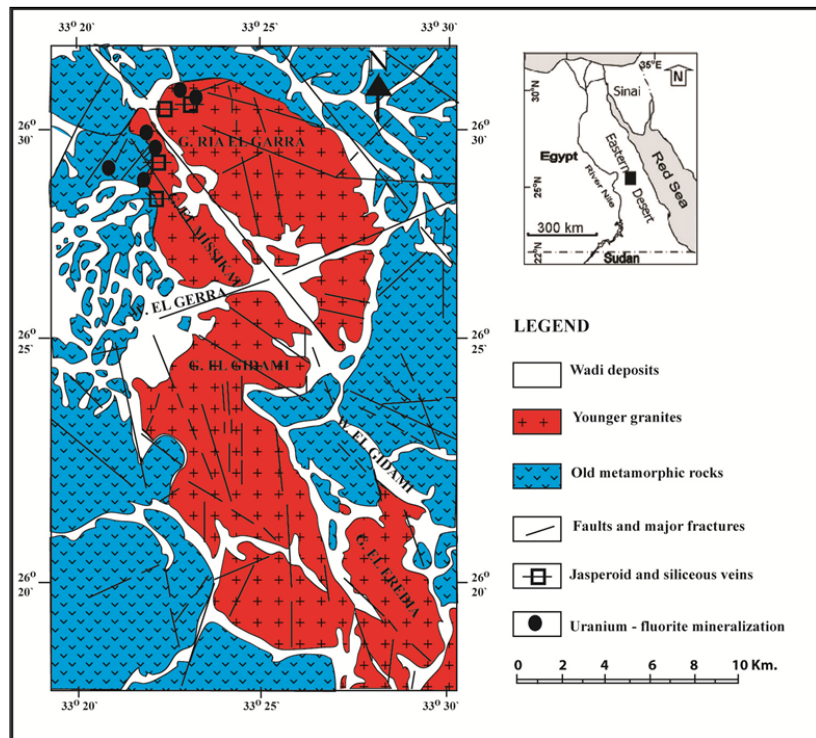 33° 20'
33° 25'
33° 30'
N
26°
30'
26°
30'
G. RIA EL GARRA
G. EL MISSIKAT
W. EL GERRA
26°
25'
26°
25'
G. EL GIDAMI
W. EL GIDAMI
G. EL EREDIA
26°
20'
26°
20'
33° 20'
33° 25'
33° 30'
35°E
N
30°N
Sinai
Egypt
Eastern
Desert
Red Sea
River Nile
25°N
300 km
22°N
Sudan
LEGEND
Wadi deposits
Younger granites
Old metamorphic rocks
Faults and major fractures
Jasperoid and siliceous veins
Uranium - fluorite mineralization
0 2 4 6 8 10 Km.